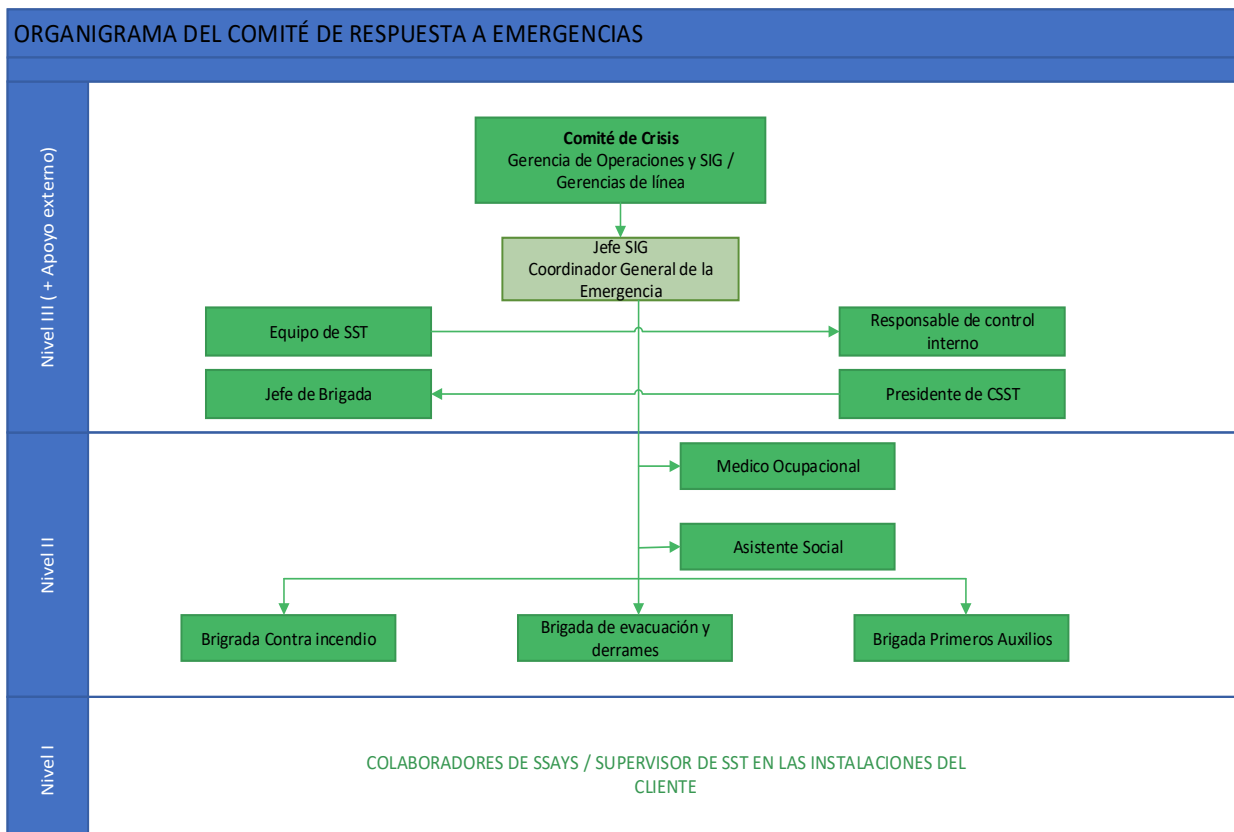 ORGANIGRAMA DEL COMITÉ DE RESPUESTA A EMERGENCIAS
Nivel III ( + Apoyo externo)
Comité de Crisis
Gerencia de Operaciones y SIG /
Gerencias de línea
Jefe SIG
Coordinador General de la
Emergencia
Equipo de SST
Responsable de control
interno
Jefe de Brigada
Presidente de CSST
Nivel II
Medico Ocupacional
Asistente Social
Brigrada Contra incendio
Brigada de evacuación y
derrames
Brigada Primeros Auxilios
Nivel I
COLABORADORES DE SSAYS / SUPERVISOR DE SST EN LAS INSTALACIONES DEL
CLIENTE